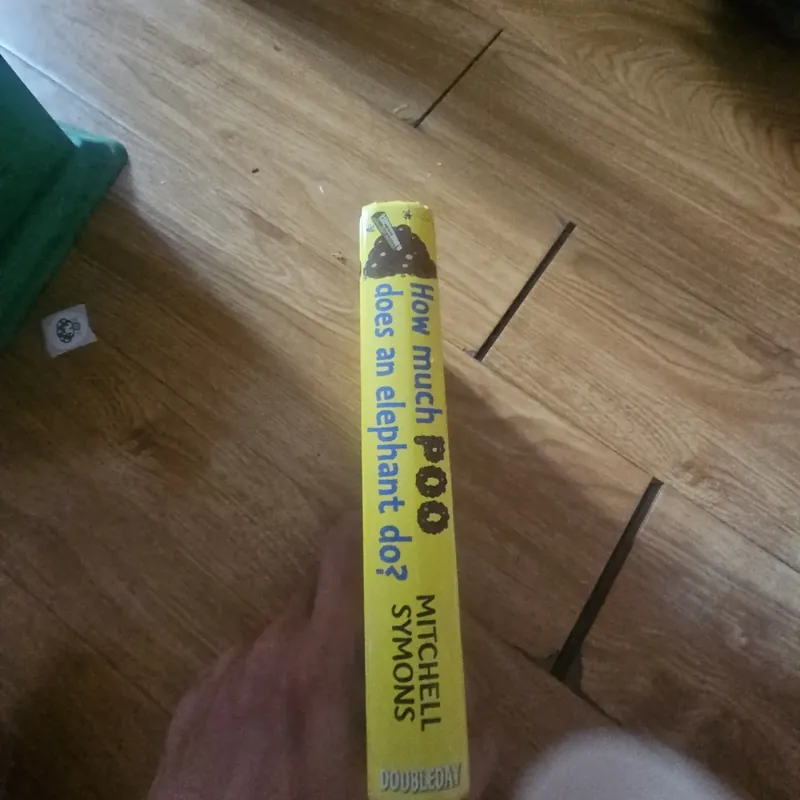 How much POO
does an elephant do?
MITCHELL
SYMONS
DOUBLEDAY